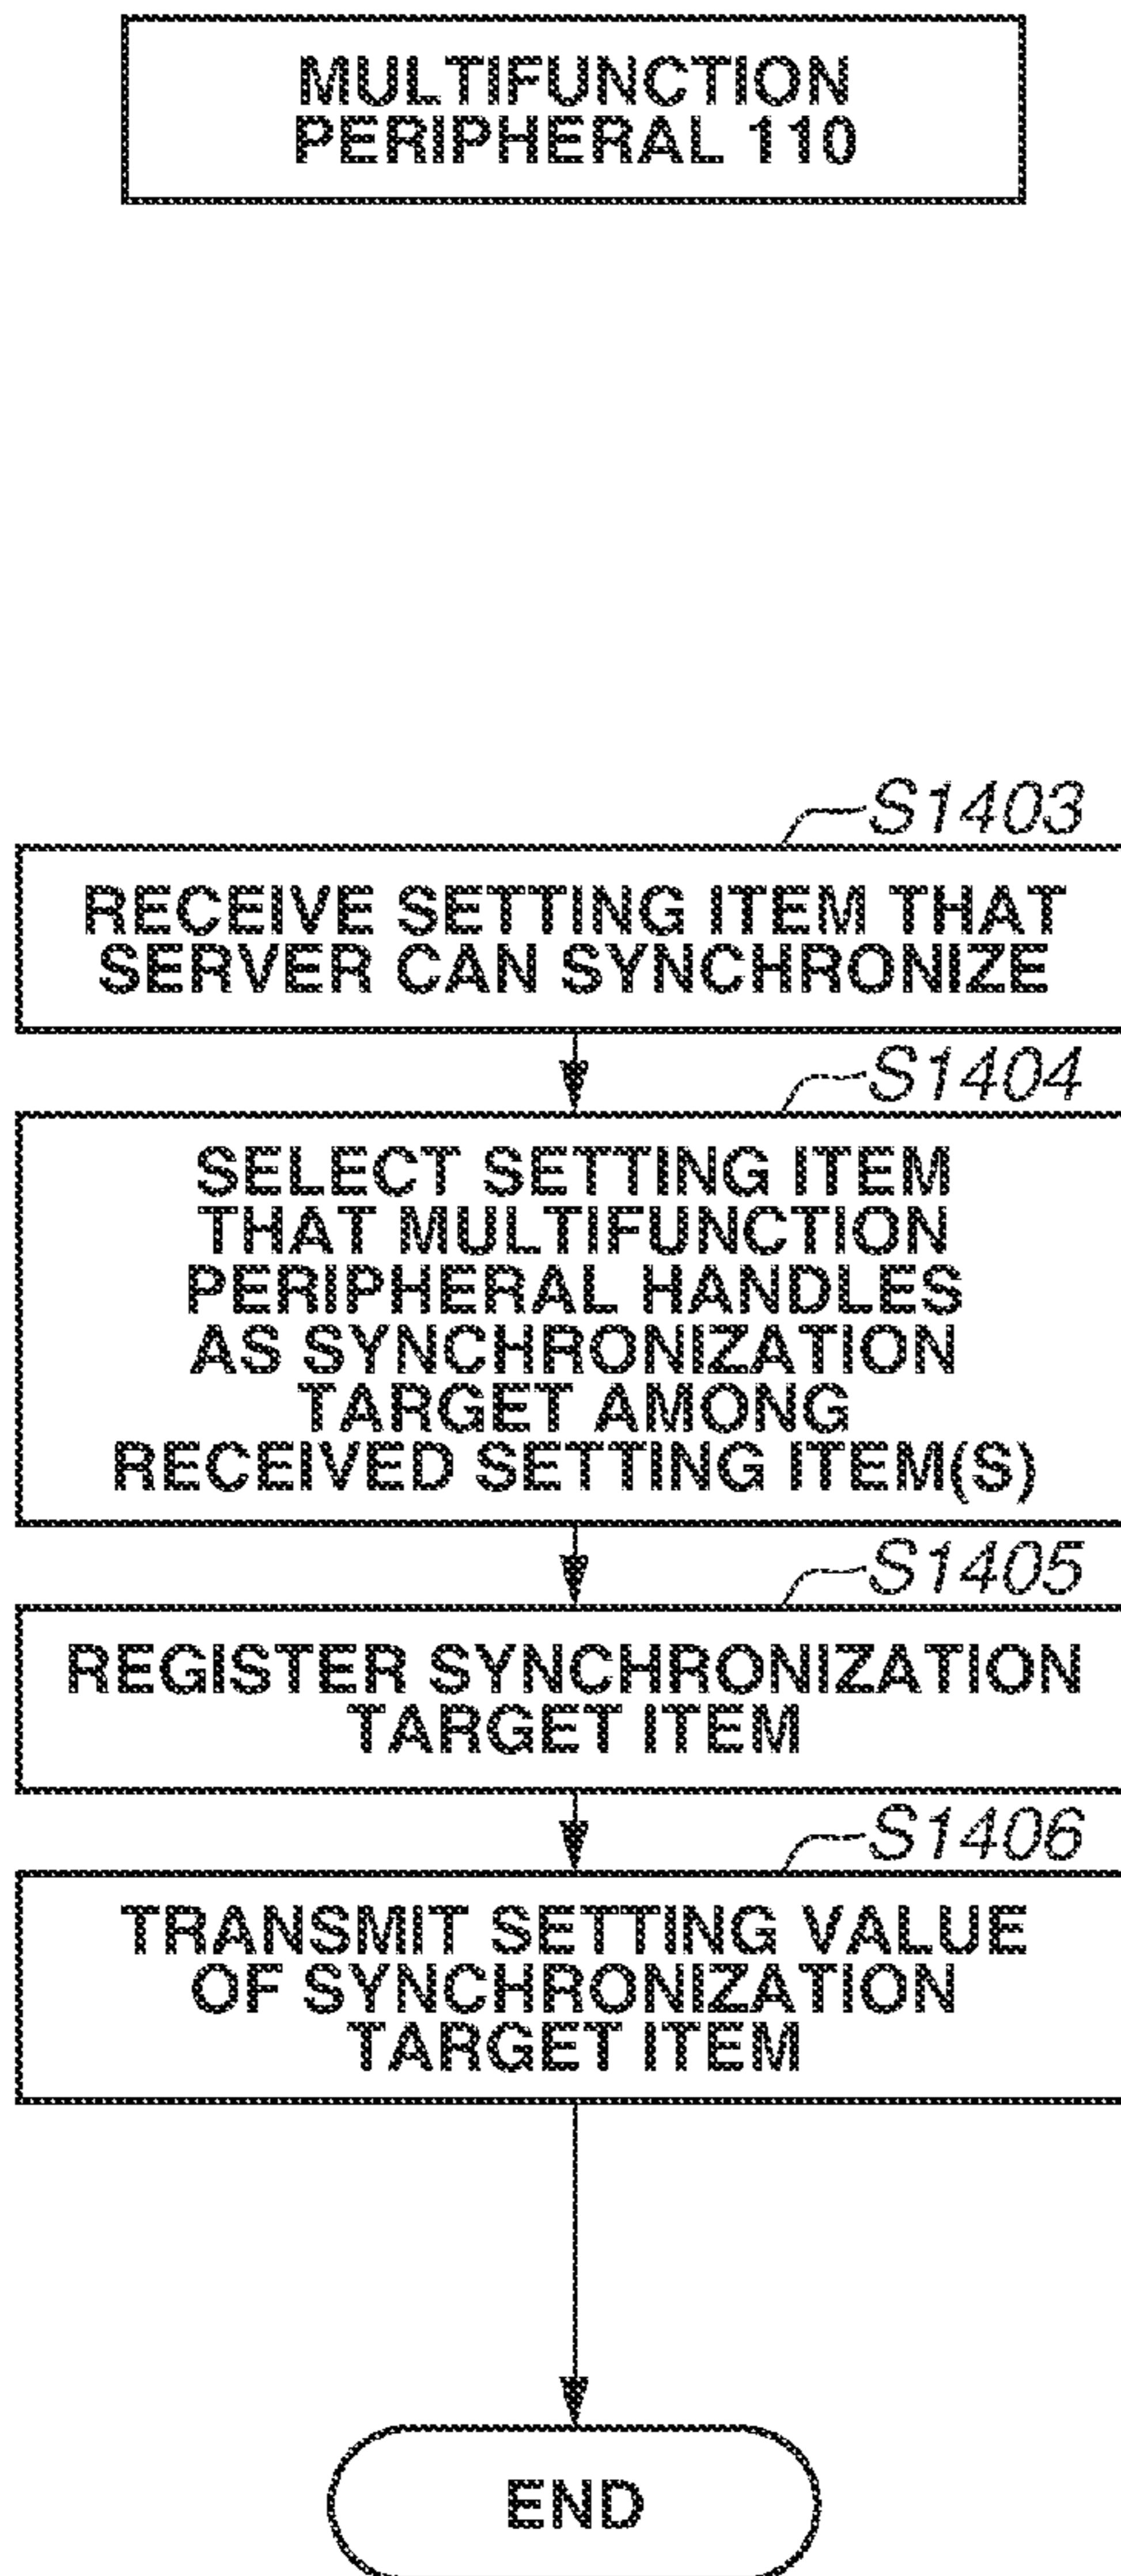 MULTIFUNCTION
PERIPHERAL 110
S1403
RECEIVE SETTING ITEM THAT
SERVER CAN SYNCHRONIZE
S1404
SELECT SETTING ITEM
THAT MULTIFUNCTION
PERIPHERAL HANDLES
AS SYNCHRONIZATION
TARGET AMONG
RECEIVED SETTING ITEM(S)
S1405
REGISTER SYNCHRONIZATION
TARGET ITEM
S1406
TRANSMIT SETTING VALUE
OF SYNCHRONIZATION
TARGET ITEM
END